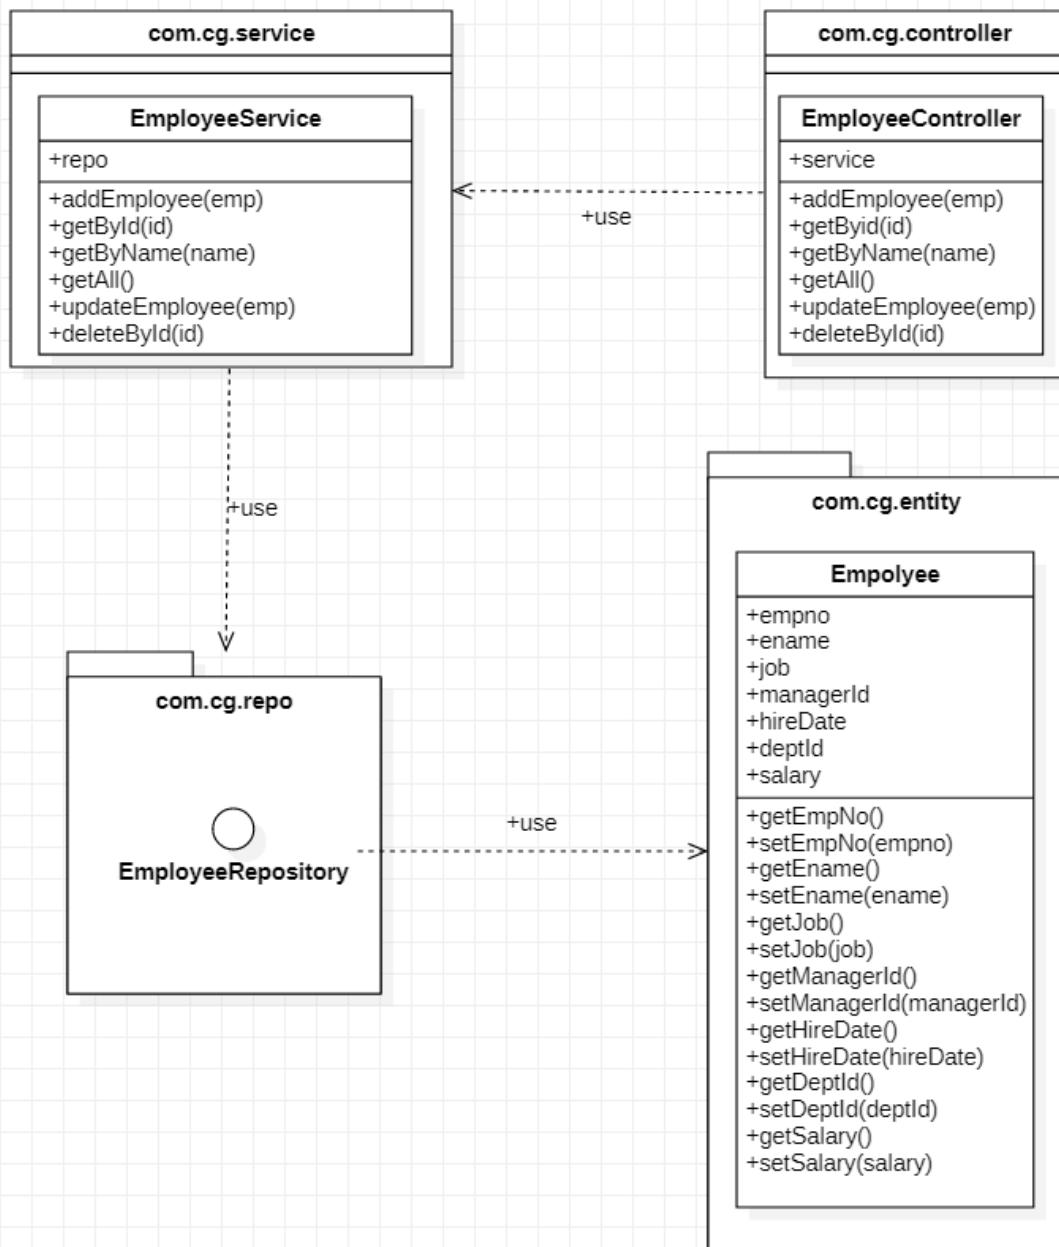 com.cg.service
EmployeeService
+repo
+addEmployee(emp)
+getById(id)
+getByName(name)
+getAll()
+updateEmployee(emp)
+deleteById(id)
+use
com.cg.controller
EmployeeController
+service
+addEmployee(emp)
+getByid(id)
+getByName(name)
+getAll()
+updateEmployee(emp)
+deleteById(id)
+use
com.cg.repo
EmployeeRepository
+use
com.cg.entity
Empolyee
+empno
+ename
+job
+managerId
+hireDate
+deptId
+salary
+getEmpNo()
+setEmpNo(empno)
+getEname()
+setEname(ename)
+getJob()
+setJob(job)
+getManagerId()
+setManagerId(managerId)
+getHireDate()
+setHireDate(hireDate)
+getDeptId()
+setDeptId(deptId)
+getSalary()
+setSalary(salary)